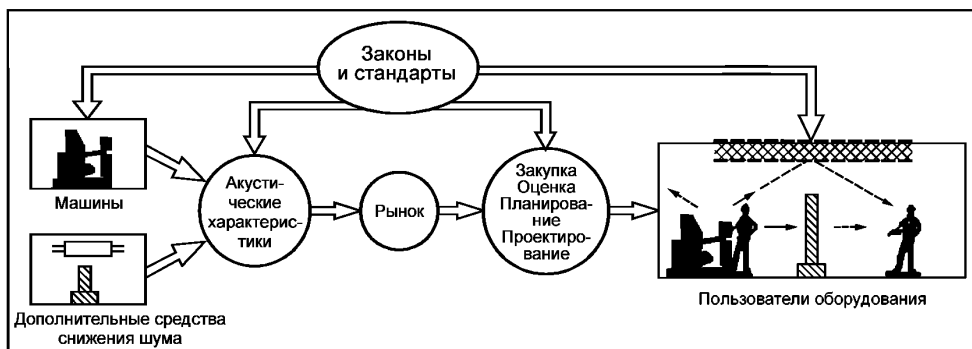 Законы
и стандарты
Машины
Акусти-
ческие
характерис-
тики
Рынок
Закупка
Оценка
Планирова-
ние
Проектиро-
вание
Дополнительные средства
снижения шума
Пользователи оборудования